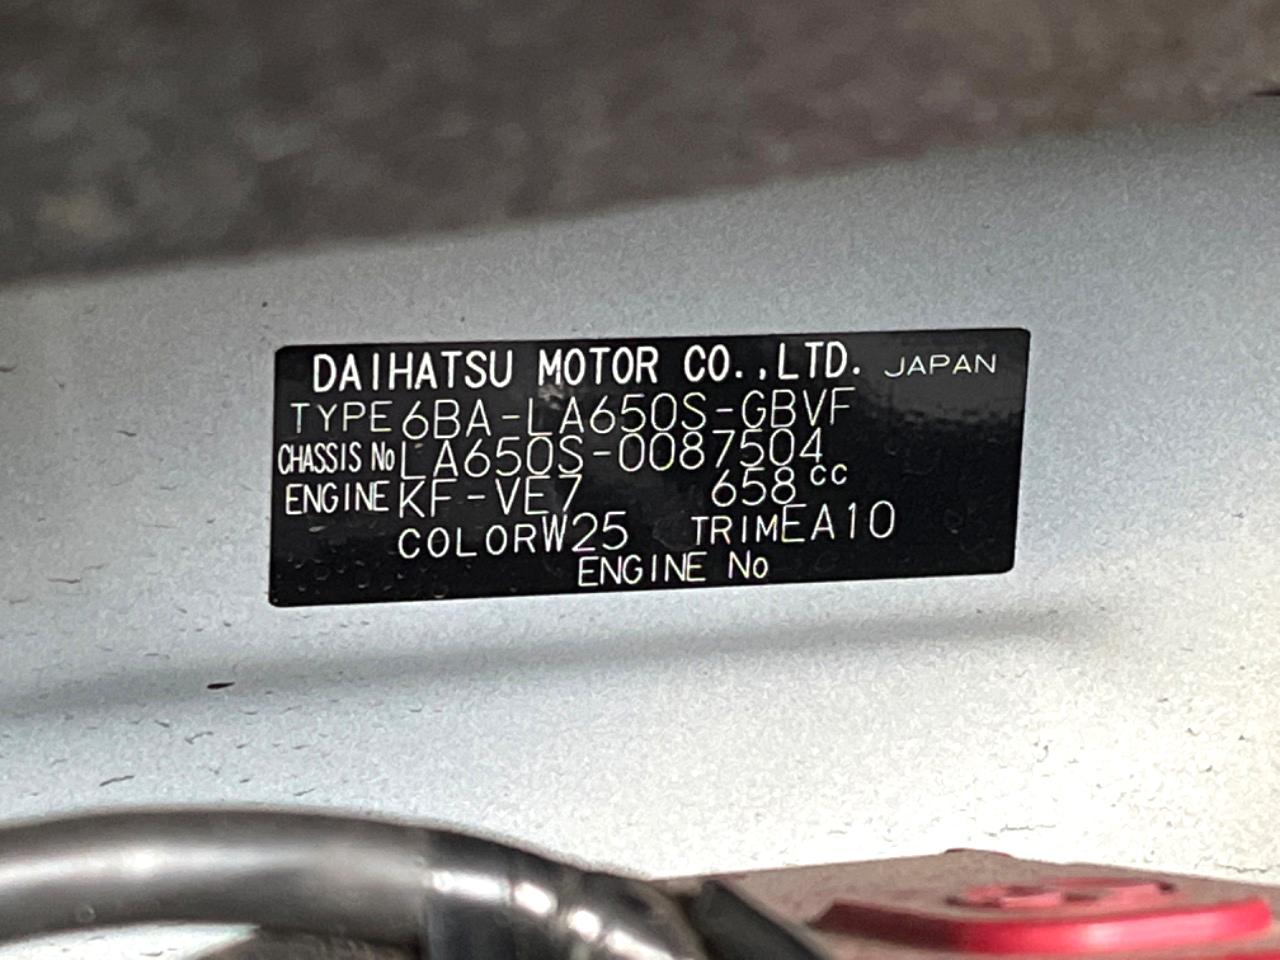 DAIHATSU MOTOR CO.,LTD. JAPAN
TYPE 6BA-LA650S-GBVF
CHASSIS No LA650S-0087504
ENGINE KF-VE7 658cc
COLOR W25 TRIM EA10
ENGINE No